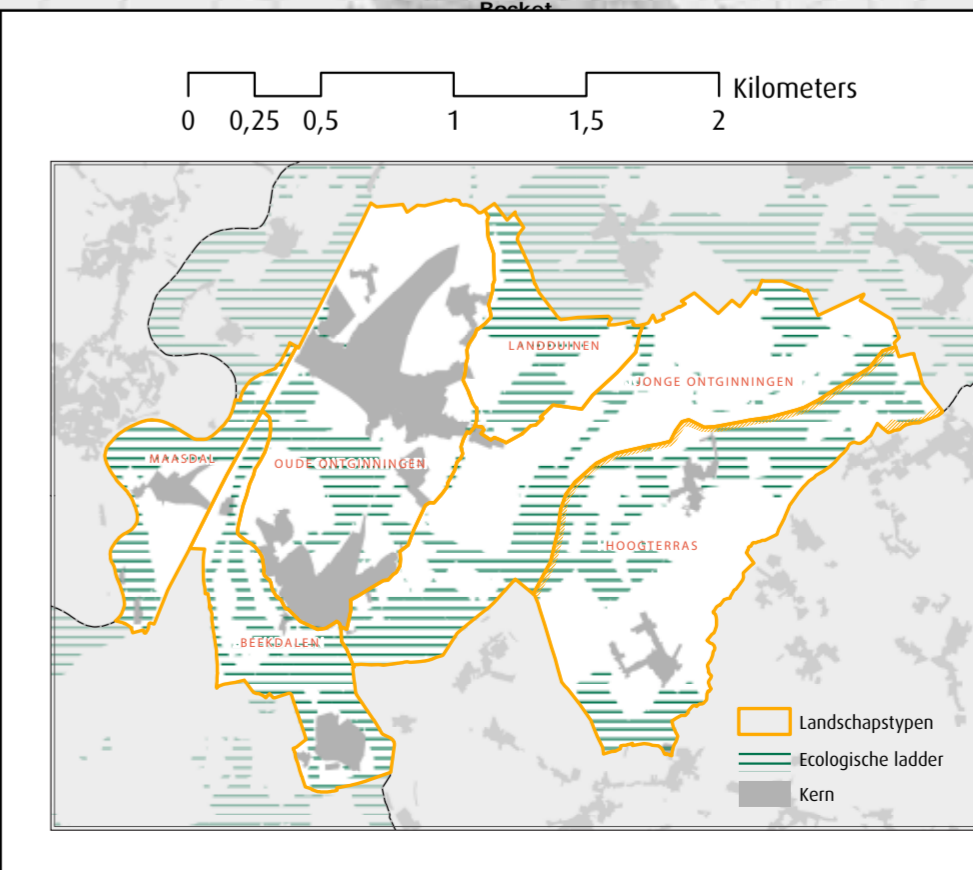 Bosket
Kilometers
0 0,25 0,5 1 1,5 2
LANDDUINEN
JONGE ONTGINNINGEN
MAASDAL
OUDE ONTGINNINGEN
HOOGTERRAS
BEEKDALEN
Landschapstypen
Ecologische ladder
Kern